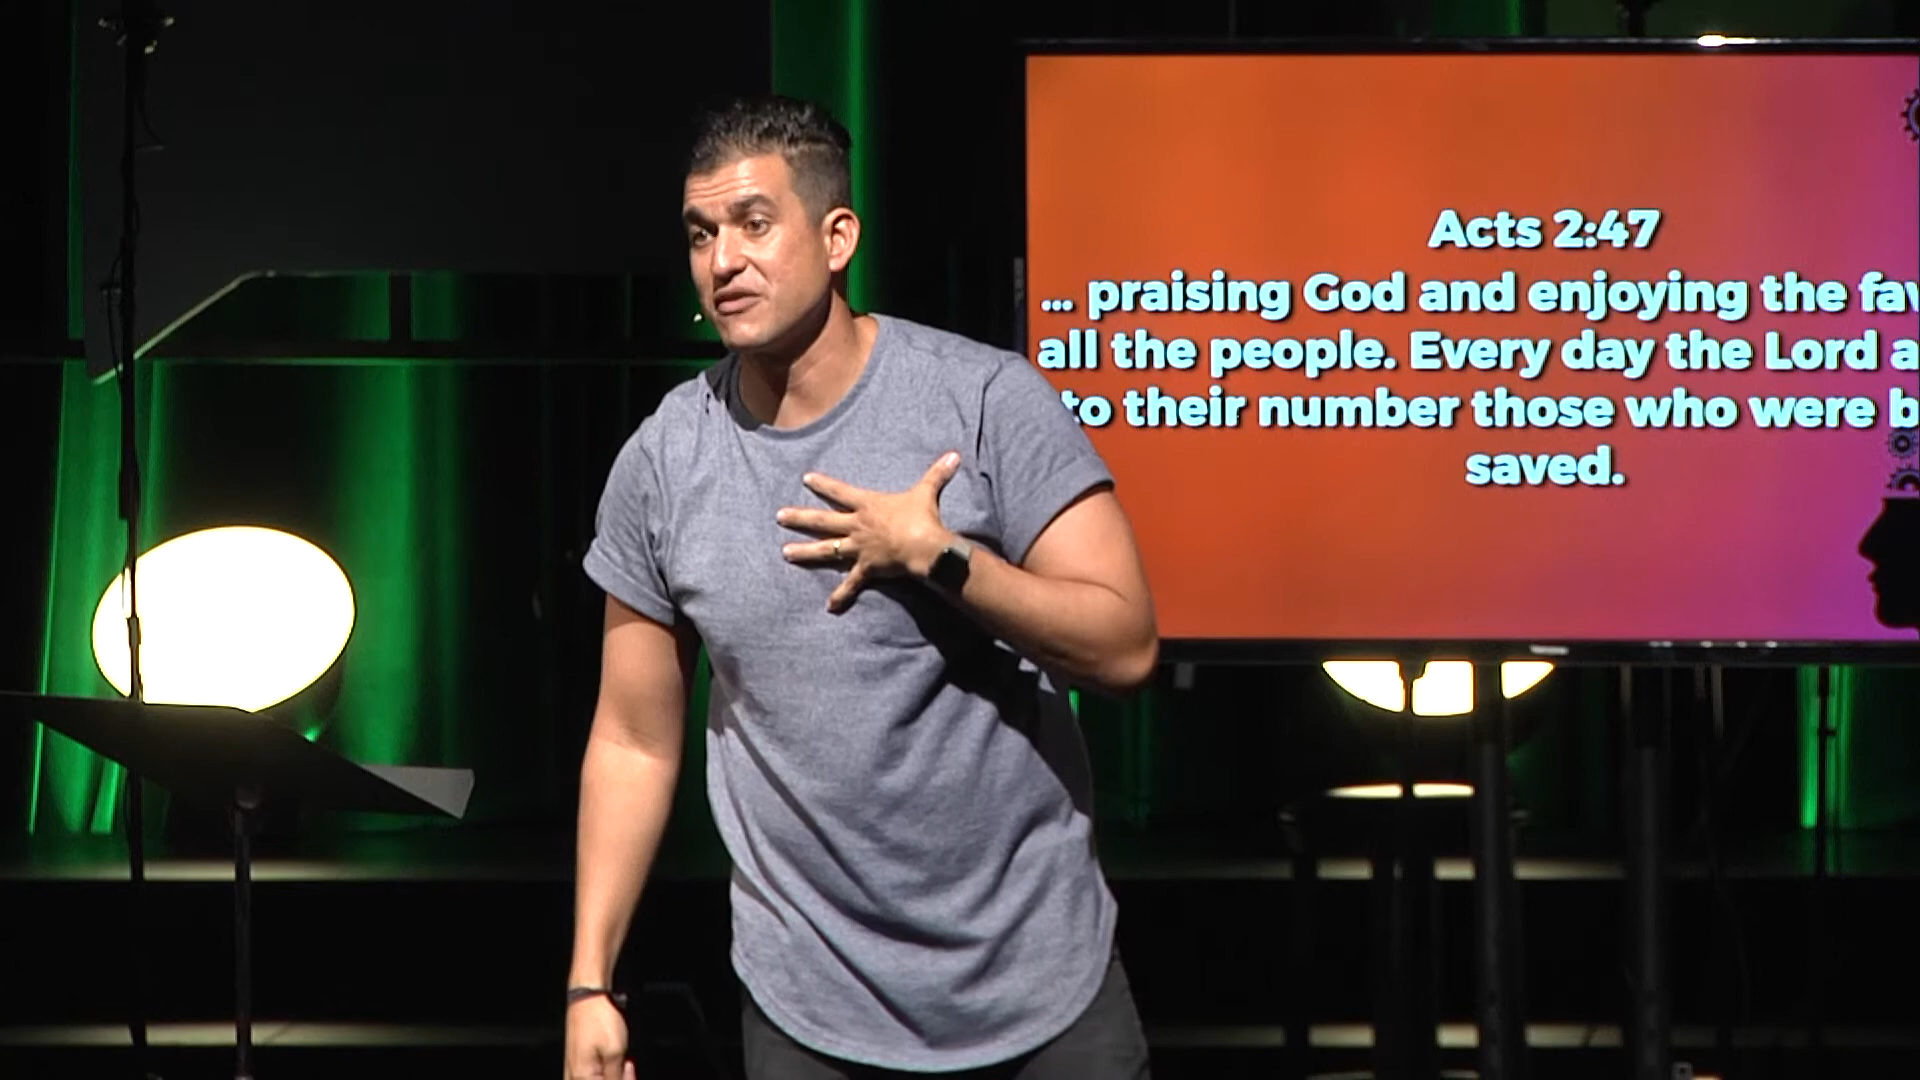 Acts 2:47
... praising God and enjoying the
all the people. Every day the Lord
to their number those who were
saved.